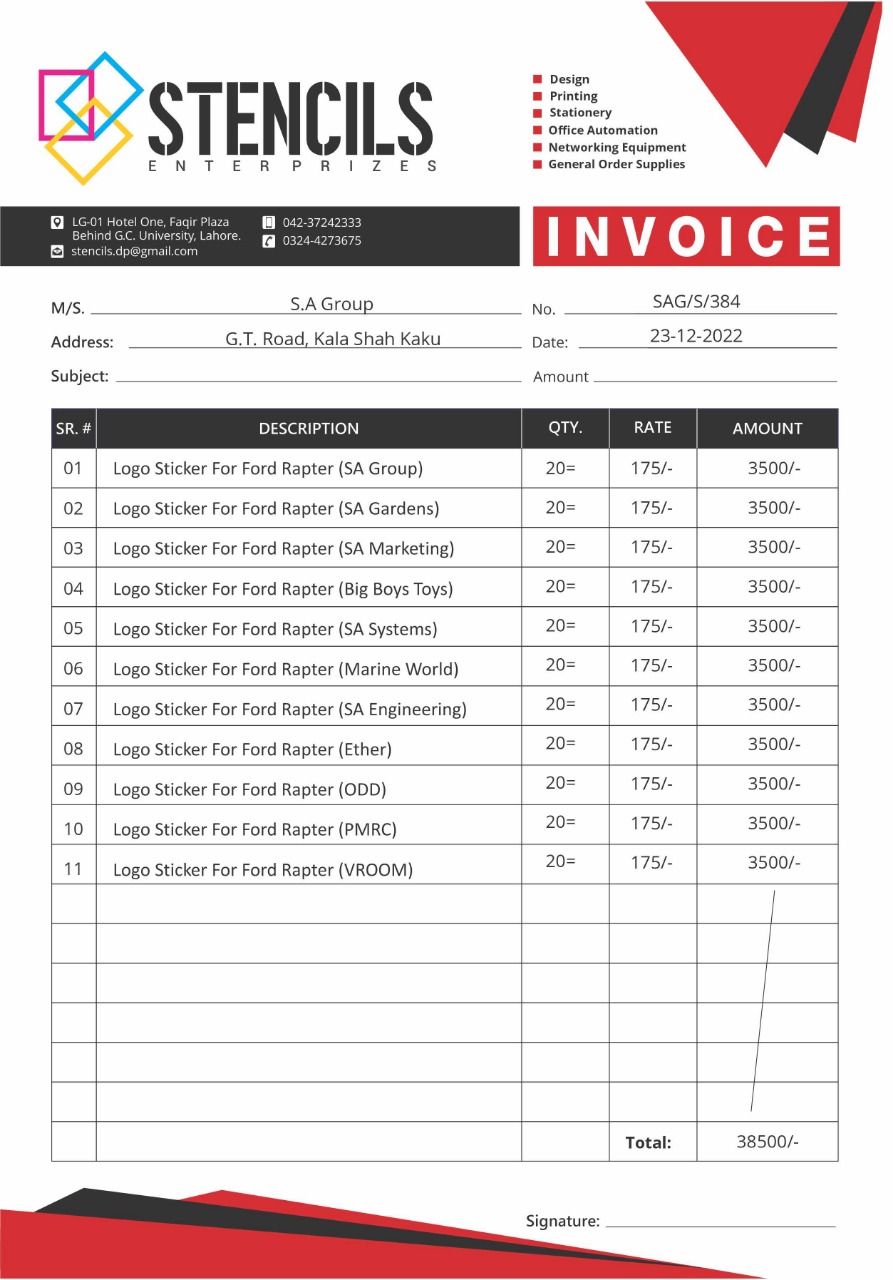 STENCILS
ENTERPRIZES
Design
Printing
Stationery
Office Automation
Networking Equipment
General Order Supplies
LG-01 Hotel One, Faqir Plaza
Behind G.C. University, Lahore.
stencils.dp@gmail.com
042-37242333
0324-4273675
INVOICE
M/S. S.A Group
No. SAG/S/384
Address: G.T. Road, Kala Shah Kaku
Date: 23-12-2022
Subject:
Amount
SR. # DESCRIPTION QTY. RATE AMOUNT
01 Logo Sticker For Ford Rapter (SA Group) 20= 175/- 3500/-
02 Logo Sticker For Ford Rapter (SA Gardens) 20= 175/- 3500/-
03 Logo Sticker For Ford Rapter (SA Marketing) 20= 175/- 3500/-
04 Logo Sticker For Ford Rapter (Big Boys Toys) 20= 175/- 3500/-
05 Logo Sticker For Ford Rapter (SA Systems) 20= 175/- 3500/-
06 Logo Sticker For Ford Rapter (Marine World) 20= 175/- 3500/-
07 Logo Sticker For Ford Rapter (SA Engineering) 20= 175/- 3500/-
08 Logo Sticker For Ford Rapter (Ether) 20= 175/- 3500/-
09 Logo Sticker For Ford Rapter (ODD) 20= 175/- 3500/-
10 Logo Sticker For Ford Rapter (PMRC) 20= 175/- 3500/-
11 Logo Sticker For Ford Rapter (VROOM) 20= 175/- 3500/-
Total: 38500/-
Signature: